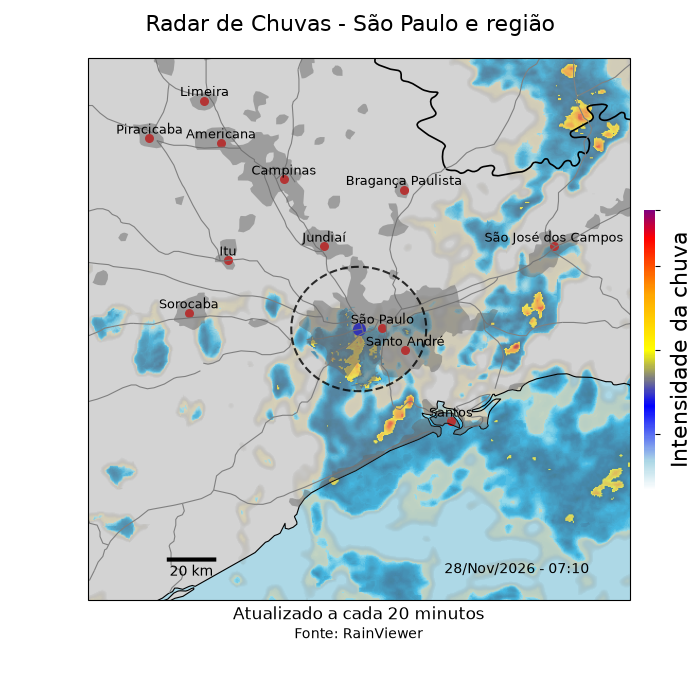 Radar de Chuvas - São Paulo e região
Limeira
Piracicaba
Americana
Campinas
Bragança Paulista
Jundiaí
São José dos Campos
Itu
Sorocaba
São Paulo
Santo André
Santos
Intensidade da chuva
28/Nov/2026 - 07:10
20 km
Atualizado a cada 20 minutos
Fonte: RainViewer